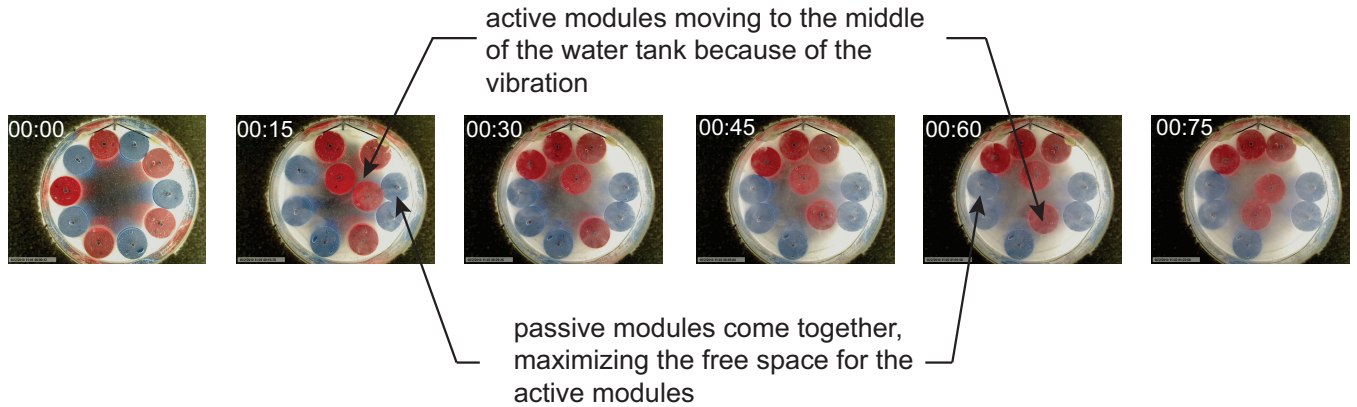 active modules moving to the middle
of the water tank because of the
vibration
00:00
00:15
00:30
00:45
00:60
00:75
passive modules come together,
maximizing the free space for the
active modules